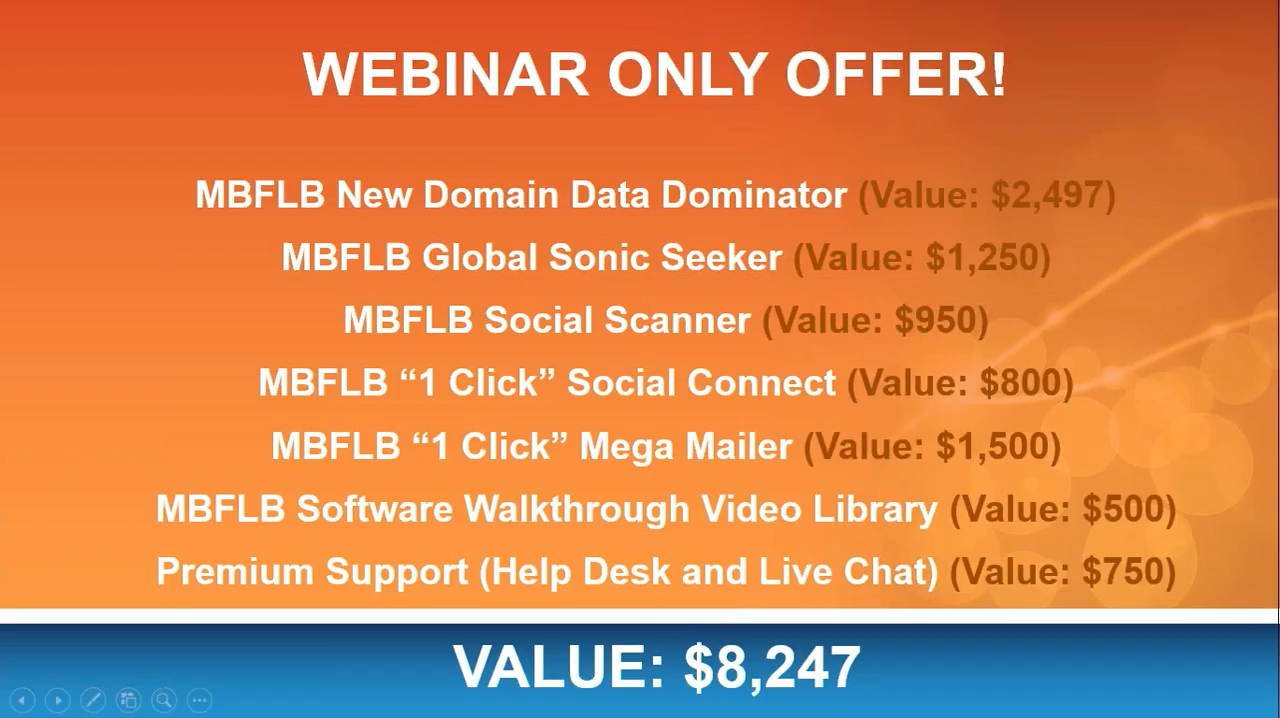 WEBINAR ONLY OFFER!
MBFLB New Domain Data Dominator (Value: $2,497)
MBFLB Global Sonic Seeker (Value: $1,250)
MBFLB Social Scanner (Value: $950)
MBFLB “1 Click” Social Connect (Value: $800)
MBFLB “1 Click” Mega Mailer (Value: $1,500)
MBFLB Software Walkthrough Video Library (Value: $500)
Premium Support (Help Desk and Live Chat) (Value: $750)
VALUE: $8,247